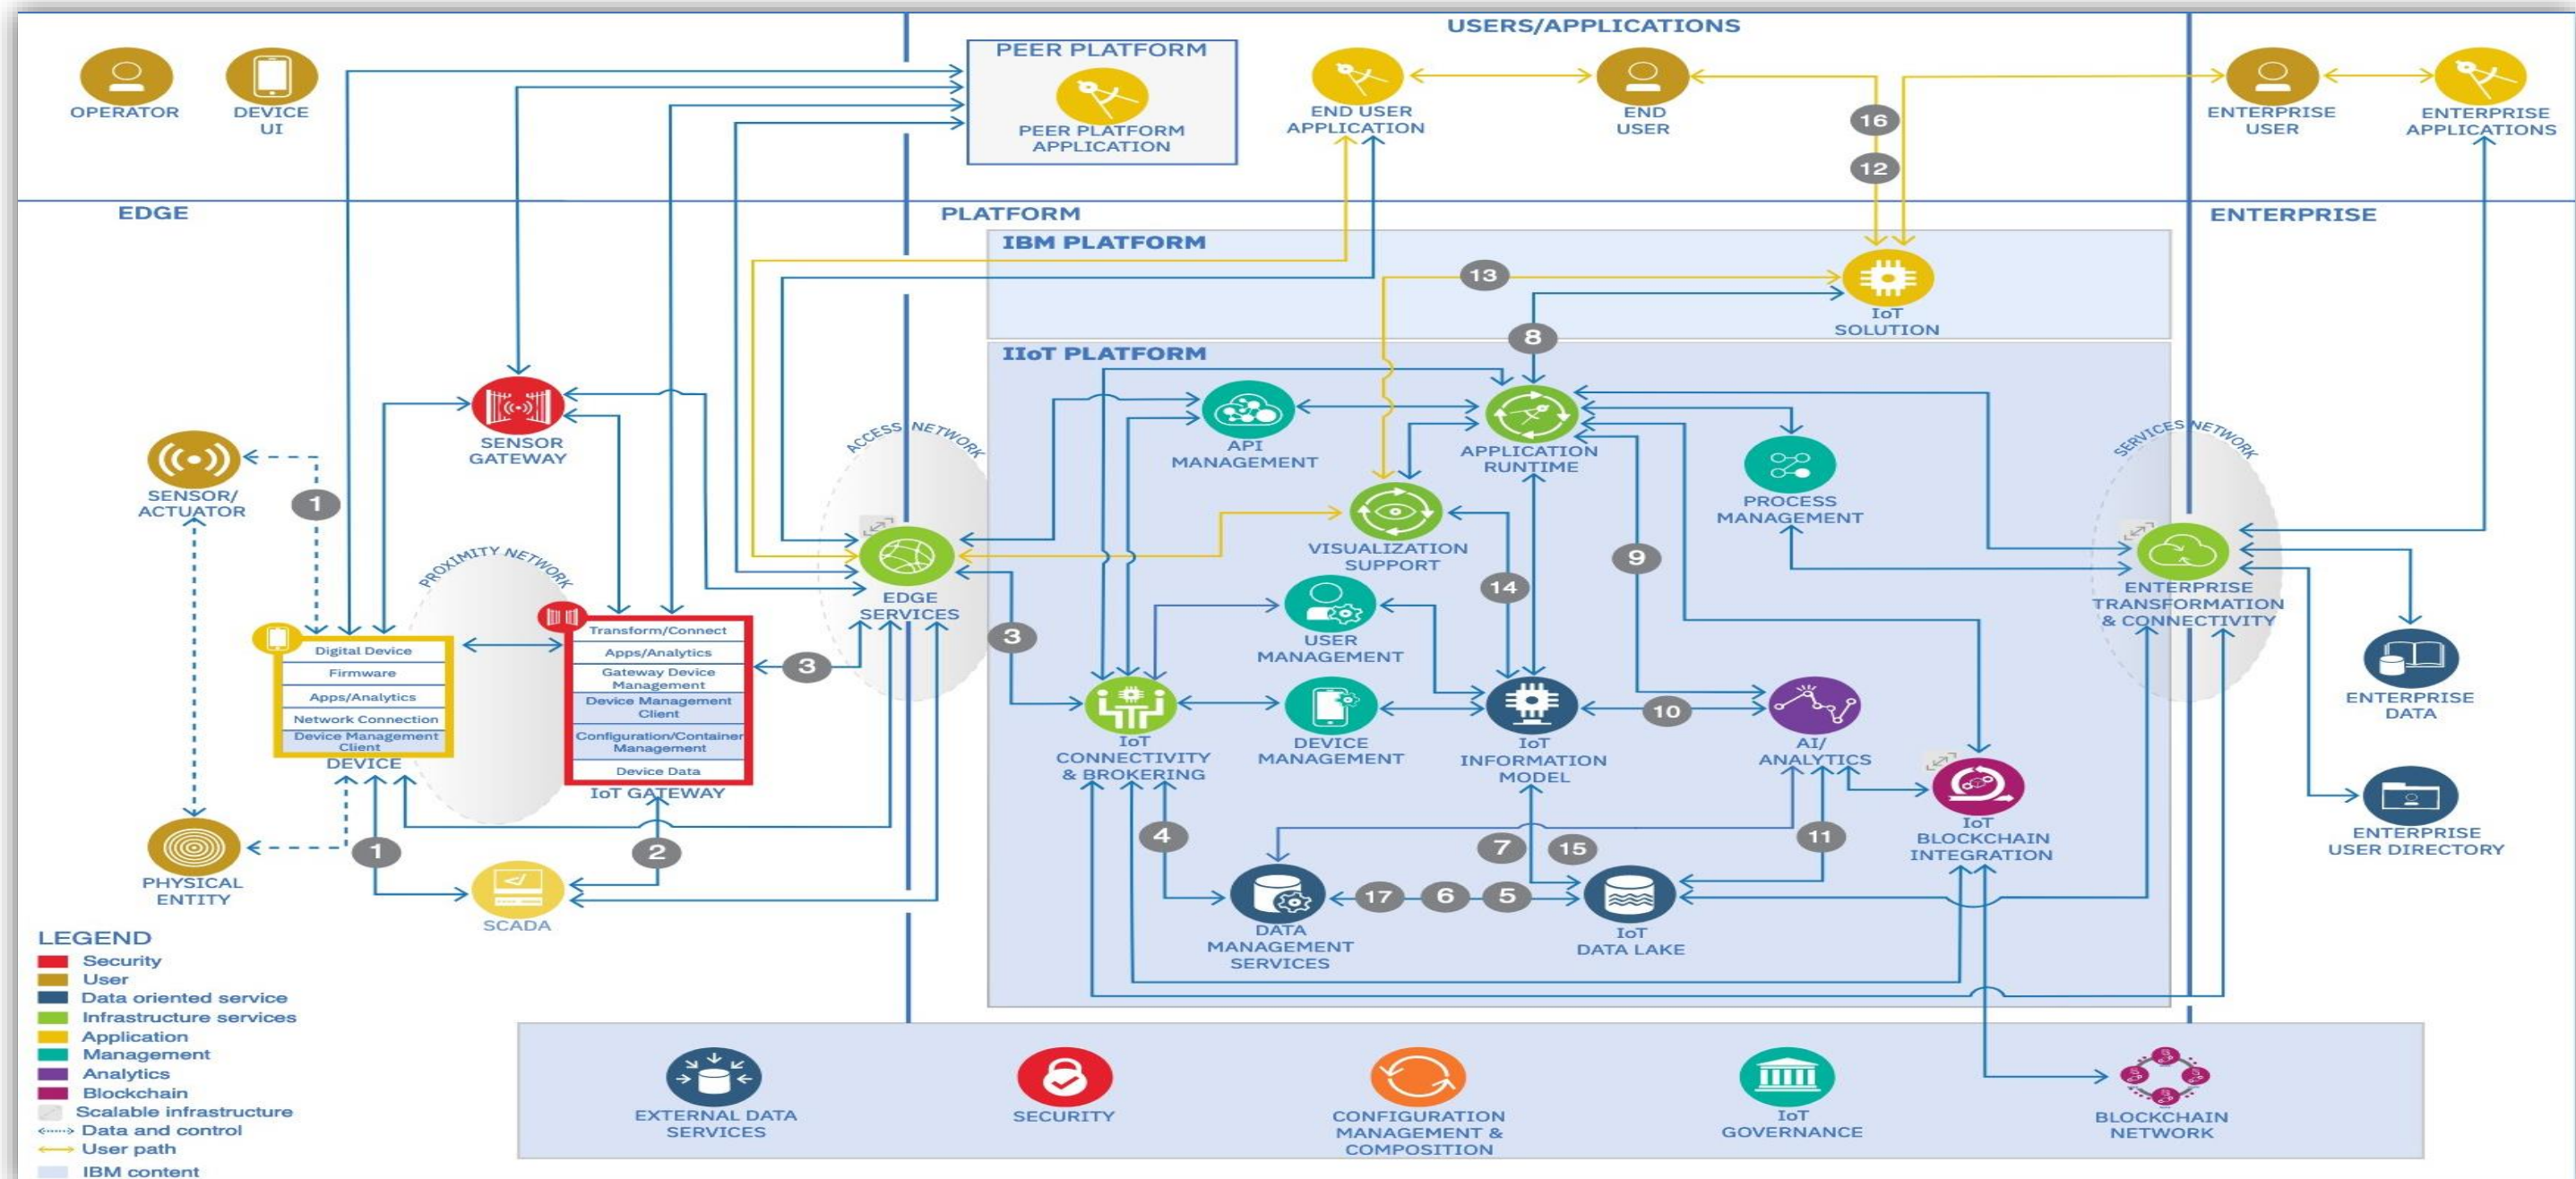 USERS/APPLICATIONS
OPERATOR
DEVICE
UI
PEER PLATFORM
PEER PLATFORM
APPLICATION
END USER
APPLICATION
END
USER
16
12
ENTERPRISE
USER
ENTERPRISE
APPLICATIONS
EDGE
PLATFORM
ENTERPRISE
IBM PLATFORM
13
IoT
SOLUTION
8
IIoT PLATFORM
SENSOR
GATEWAY
ACCESS NETWORK
API
MANAGEMENT
APPLICATION
RUNTIME
PROCESS
MANAGEMENT
SERVICES NETWORK
SENSOR/
ACTUATOR
1
VISUALIZATION
SUPPORT
14
9
PROXIMITY NETWORK
EDGE
SERVICES
ENTERPRISE
TRANSFORMATION
& CONNECTIVITY
Digital Device
Firmware
Apps/Analytics
Network Connection
Device Management
Client
DEVICE
Transform/Connect
Apps/Analytics
Gateway Device
Management
Device Management
Client
Configuration/Container
Management
Device Data
IoT GATEWAY
3
3
USER
MANAGEMENT
IoT
CONNECTIVITY
& BROKERING
DEVICE
MANAGEMENT
IoT
INFORMATION
MODEL
10
AI/
ANALYTICS
ENTERPRISE
DATA
IoT
BLOCKCHAIN
INTEGRATION
ENTERPRISE
USER DIRECTORY
PHYSICAL
ENTITY
1
2
SCADA
4
7
15
11
17
6
5
DATA
MANAGEMENT
SERVICES
IoT
DATA LAKE
LEGEND
Security
User
Data oriented service
Infrastructure services
Application
Management
Analytics
Blockchain
Scalable infrastructure
Data and control
User path
IBM content
EXTERNAL DATA
SERVICES
SECURITY
CONFIGURATION
MANAGEMENT &
COMPOSITION
IoT
GOVERNANCE
BLOCKCHAIN
NETWORK